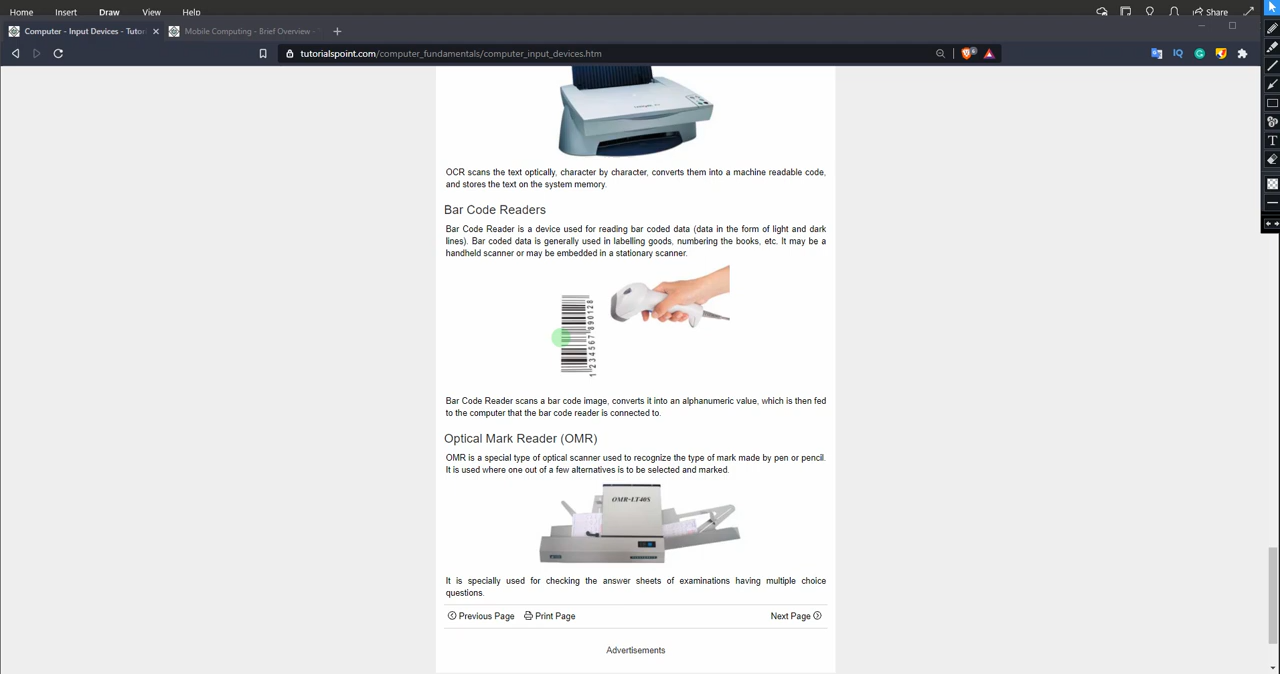 Home Insert Draw View Help Share
Computer - Input Devices - Tutor
Mobile Computing - Brief Overview -
tutorialspoint.com/computer_fundamentals/computer_input_devices.htm
IQ
OCR scans the text optically, character by character, converts them into a machine readable code,
and stores the text on the system memory.
Bar Code Readers
Bar Code Reader is a device used for reading bar coded data (data in the form of light and dark
lines). Bar coded data is generally used in labelling goods, numbering the books, etc. It may be a
handheld scanner or may be embedded in a stationary scanner.
1234567890128
Bar Code Reader scans a bar code image, converts it into an alphanumeric value, which is then fed
to the computer that the bar code reader is connected to.
Optical Mark Reader (OMR)
OMR is a special type of optical scanner used to recognize the type of mark made by pen or pencil.
It is used where one out of a few alternatives is to be selected and marked.
OMR-LT40S
It is specially used for checking the answer sheets of examinations having multiple choice
questions.
Previous Page Print Page Next Page
Advertisements